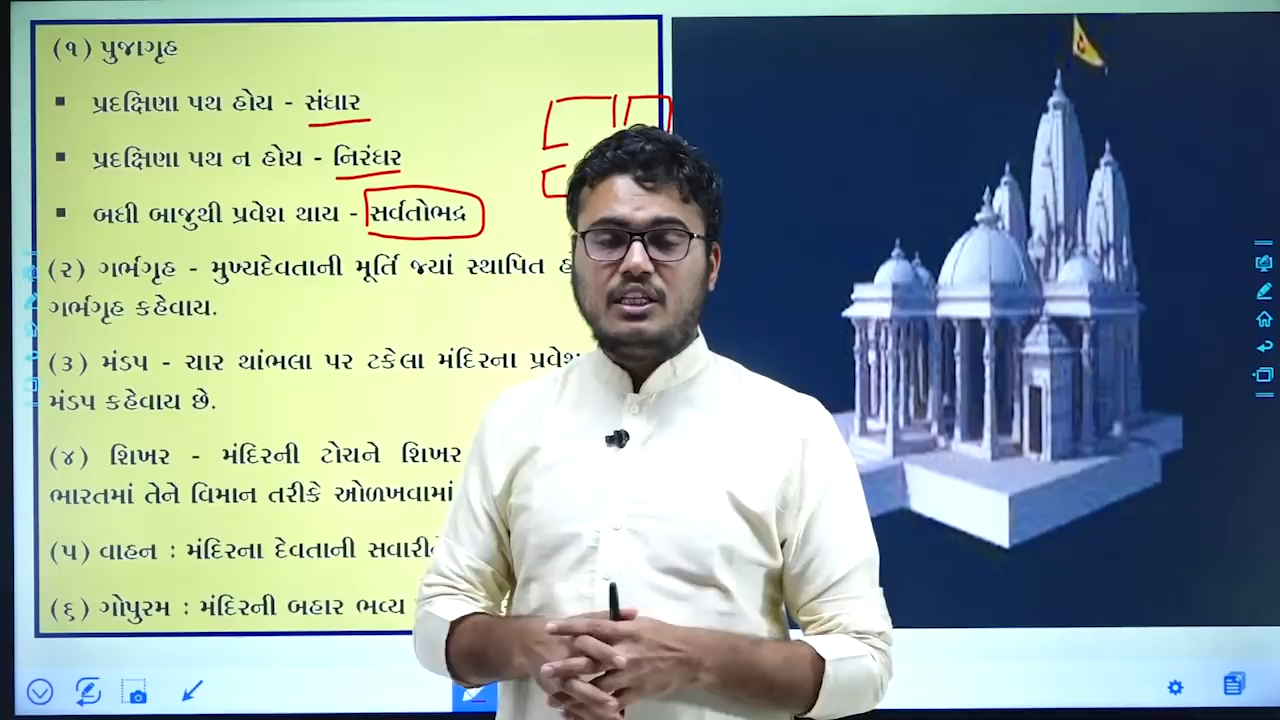 (૧) પુજાગૃહ
▪ પ્રદક્ષિણા પથ હોય - સંધાર
▪ પ્રદક્ષિણા પથ ન હોય - નિરંધર
▪ બધી બાજુથી પ્રવેશ થાય - સર્વતોભદ્ર
(૨) ગર્ભગૃહ - મુખ્યદેવતાની મૂર્તિ જ્યાં સ્થાપિત
ગર્ભગૃહ કહેવાય.
(૩) મંડપ - ચાર થાંભલા પર ટકેલા મંદિરના
મંડપ કહેવાય છે.
(૪) શિખર - મંદિરની ટોચને શિખર
ભારતમાં તેને વિમાન તરીકે ઓળખવામાં
(૫) વાહન : મંદિરના દેવતાની
(૬) ગોપુરમ : મંદિરની બહાર ભવ્ય